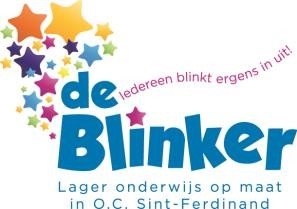 de
Iedereen blinkt ergens in uit!
Blinker
Lager onderwijs op maat
in O.C. Sint-Ferdinand